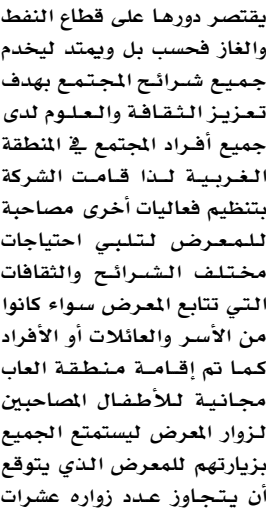 يقتصر دورها على قطاع النفط
والغاز فحسب بل ويمتد ليخدم
جميع شرائح المجتمع بهدف
تعزيز الثقافة والعلوم لدى
جميع أفراد المجتمع في المنطقة
الغربية لذا قامت الشركة
بتنظيم فعاليات أخرى مصاحبة
للمعرض لتلبي احتياجات
مختلف الشرائح والثقافات
التي تتابع المعرض سواء كانوا
من الأسر والعائلات أو الأفراد
كما تم إقامة منطقة العاب
مجانية للأطفال المصاحبين
لزوار المعرض ليستمتع الجميع
بزيارتهم للمعرض الذي يتوقع
أن يتجاوز عدد زواره عشرات